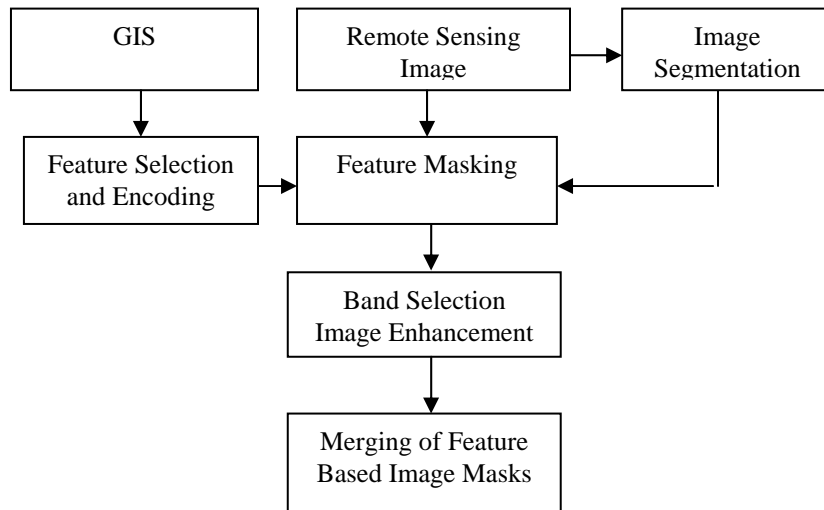 GIS
Remote Sensing
Image
Image
Segmentation
Feature Selection
and Encoding
Feature Masking
Band Selection
Image Enhancement
Merging of Feature
Based Image Masks